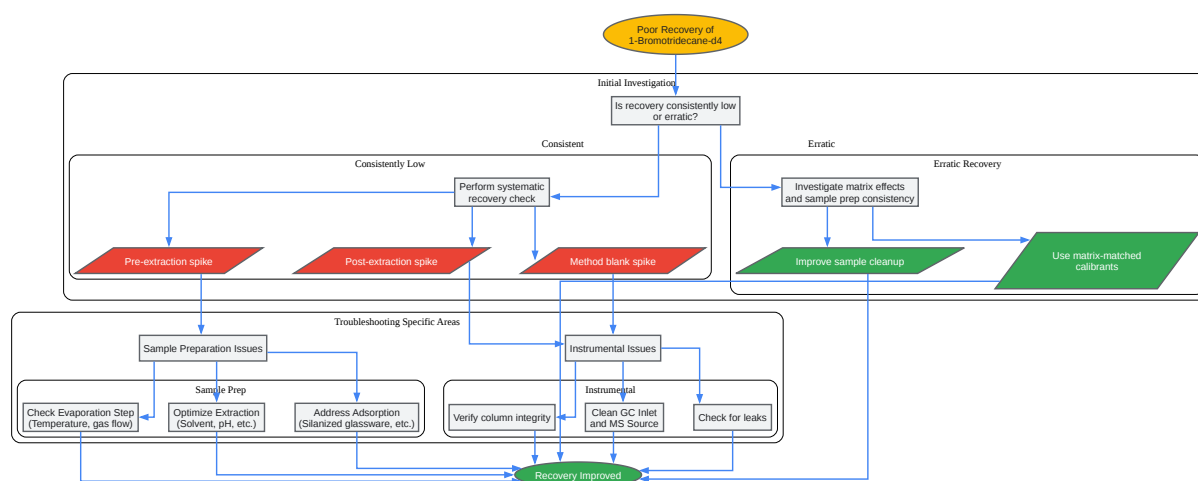 Poor Recovery of
1-Bromotridecane-d4
Initial Investigation
Is recovery consistently low
or erratic?
Consistent
Erratic
Consistently Low
Erratic Recovery
Perform systematic
recovery check
Investigate matrix effects
and sample prep consistency
Pre-extraction spike
Post-extraction spike
Method blank spike
Improve sample cleanup
Use matrix-matched
calibrants
Troubleshooting Specific Areas
Sample Preparation Issues
Instrumental Issues
Sample Prep
Instrumental
Check Evaporation Step
(Temperature, gas flow)
Optimize Extraction
(Solvent, pH, etc.)
Address Adsorption
(Silanized glassware, etc.)
Verify column integrity
Clean GC Inlet
and MS Source
Check for leaks
Recovery Improved